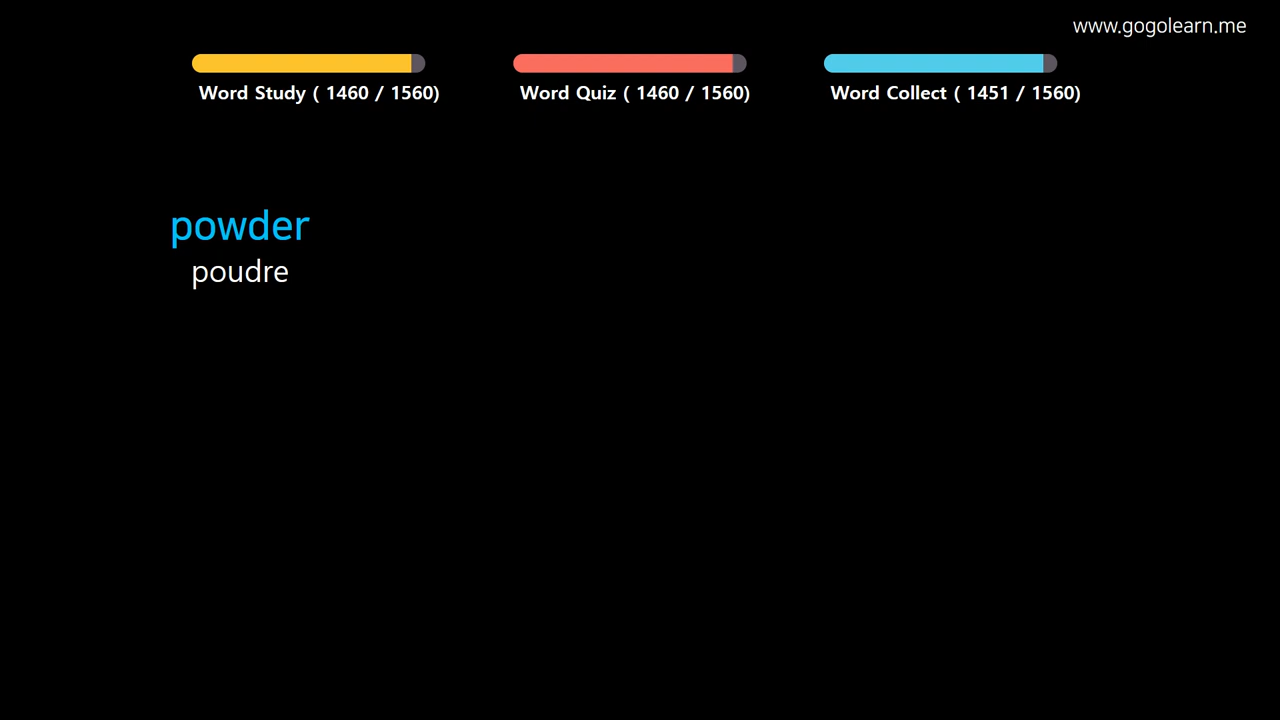 www.gogolearn.me
Word Study ( 1460 / 1560)
Word Quiz ( 1460 / 1560)
Word Collect ( 1451 / 1560)
powder
poudre